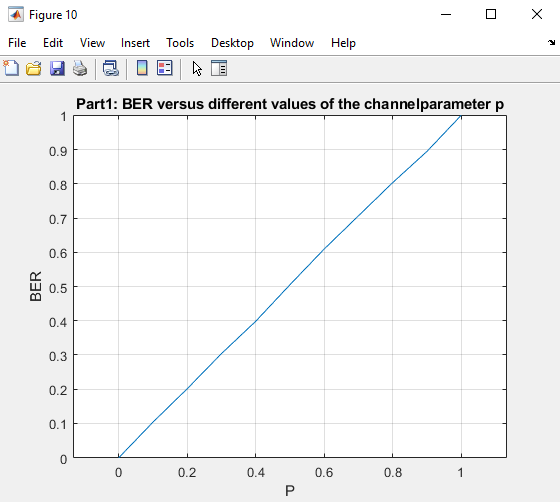 Figure 10
File Edit View Insert Tools Desktop Window Help
Part1: BER versus different values of the channelparameter p
1
0.9
0.8
0.7
0.6
0.5
0.4
0.3
0.2
0.1
0
BER
0 0.2 0.4 0.6 0.8 1
P